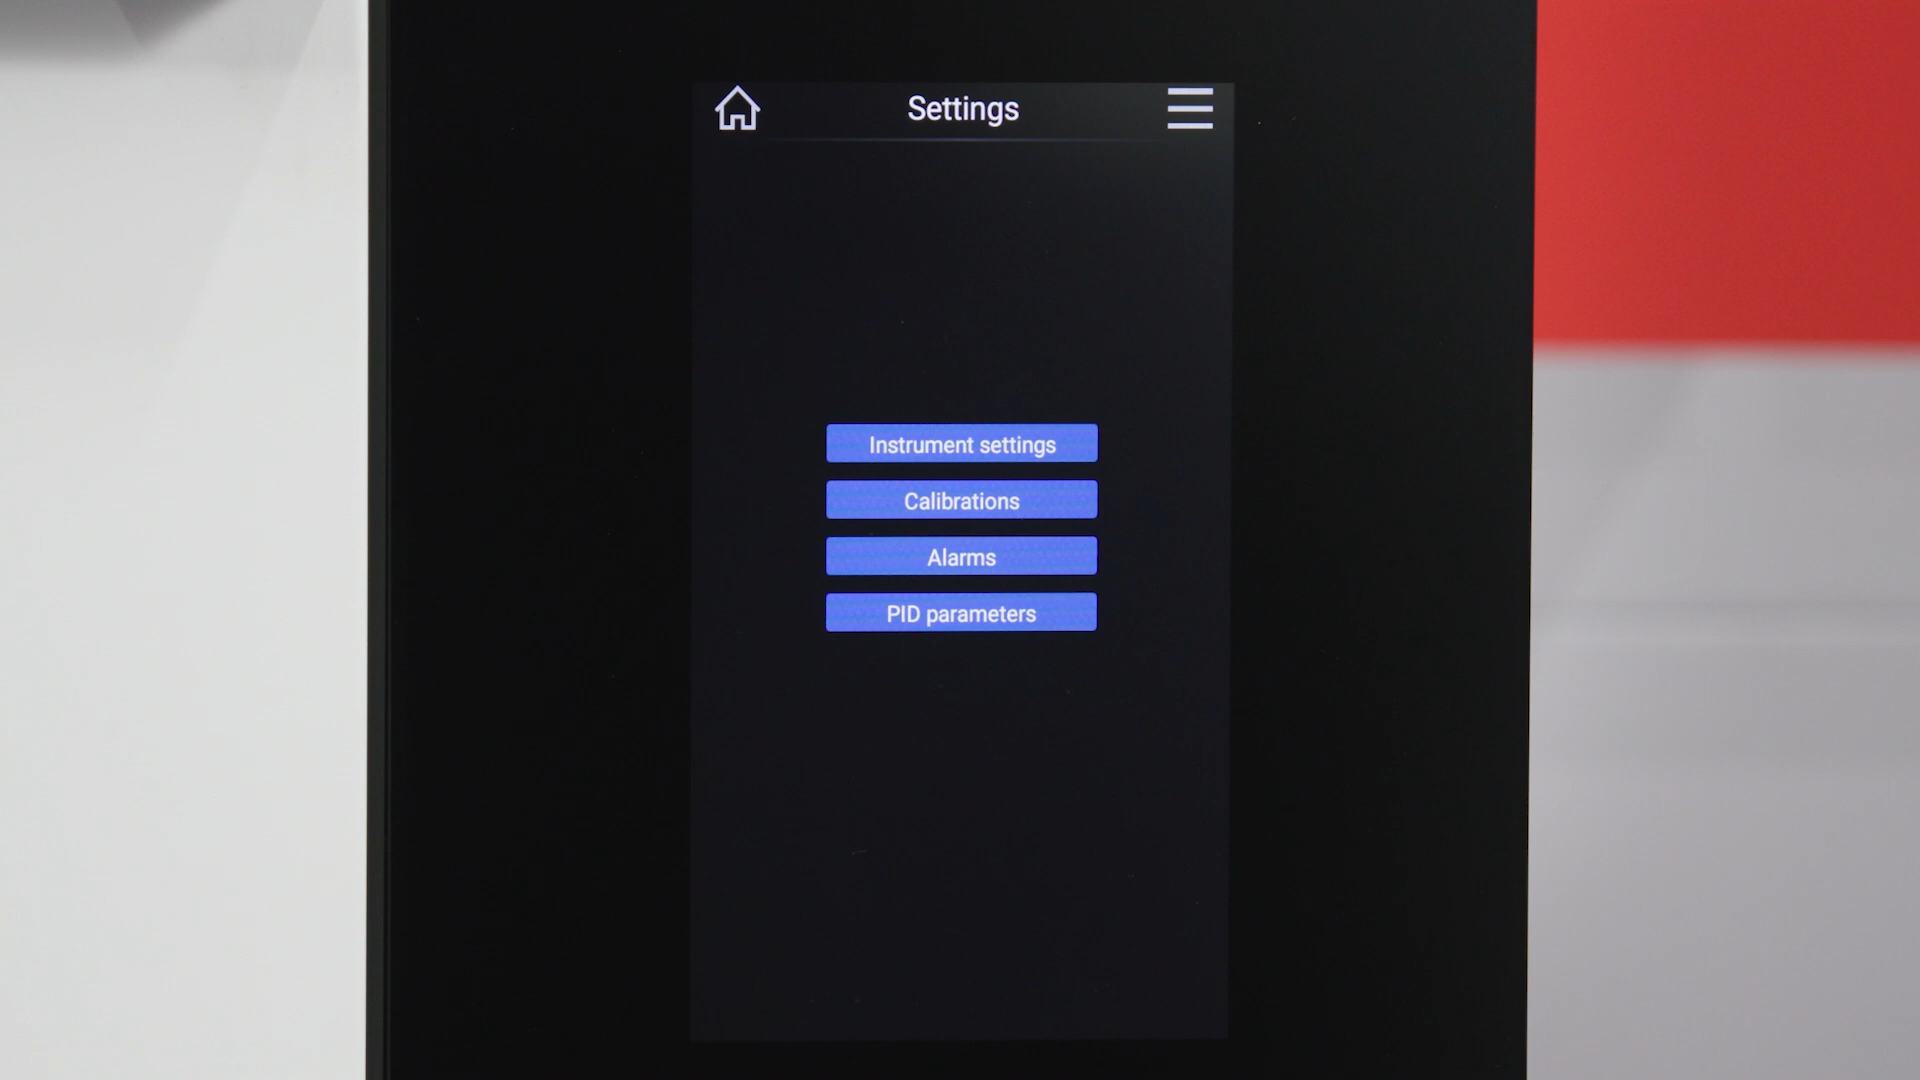 Settings
Instrument settings
Calibrations
Alarms
PID parameters